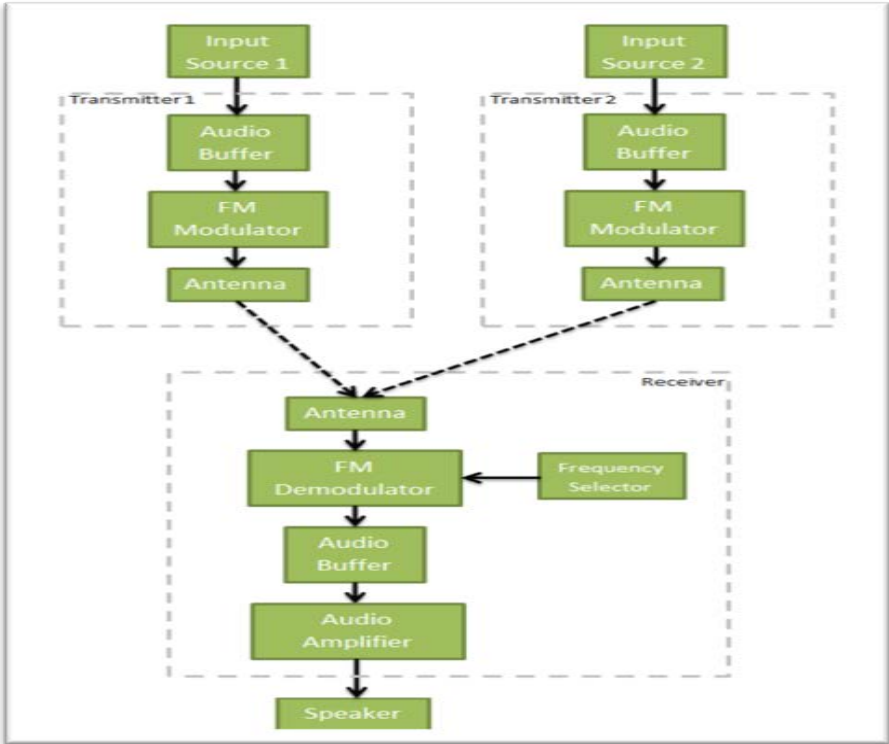 Input
Source 1
Transmitter 1
Audio
Buffer
FM
Modulator
Antenna
Input
Source 2
Transmitter 2
Audio
Buffer
FM
Modulator
Antenna
Receiver
Antenna
FM
Demodulator
Frequency
Selector
Audio
Buffer
Audio
Amplifier
Speaker